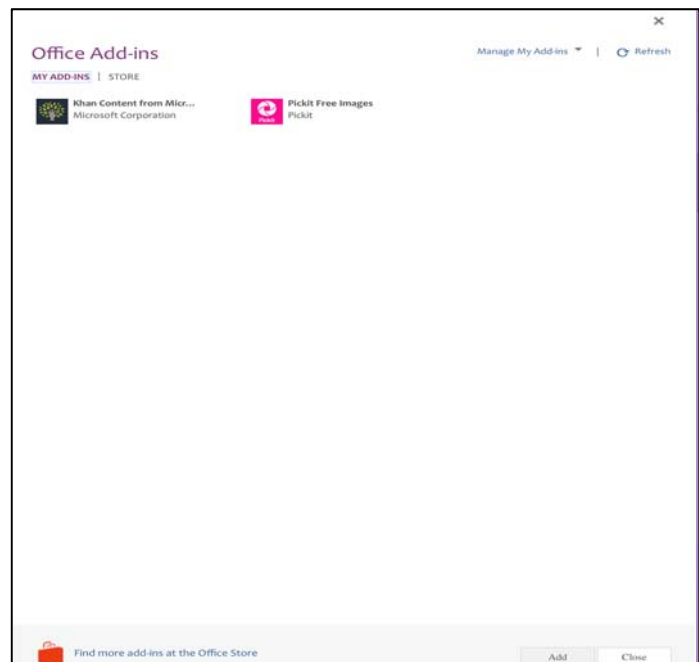 Office Add-ins
Manage My Add-ins | Refresh
MY ADD-INS | STORE
Khan Content from Micr...
Microsoft Corporation
Pickit Free Images
Pickit
Pickit
Find more add-ins at the Office Store
Add
Close